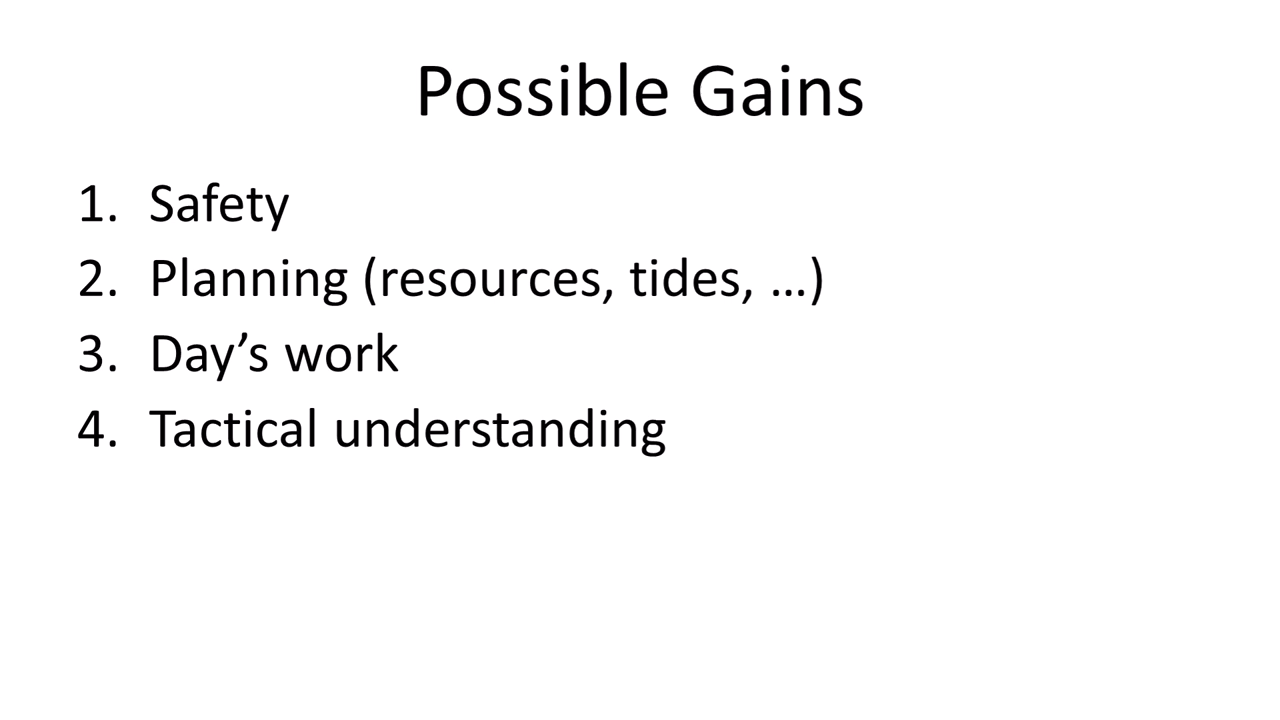 Possible Gains
1. Safety
2. Planning (resources, tides, …)
3. Day’s work
4. Tactical understanding